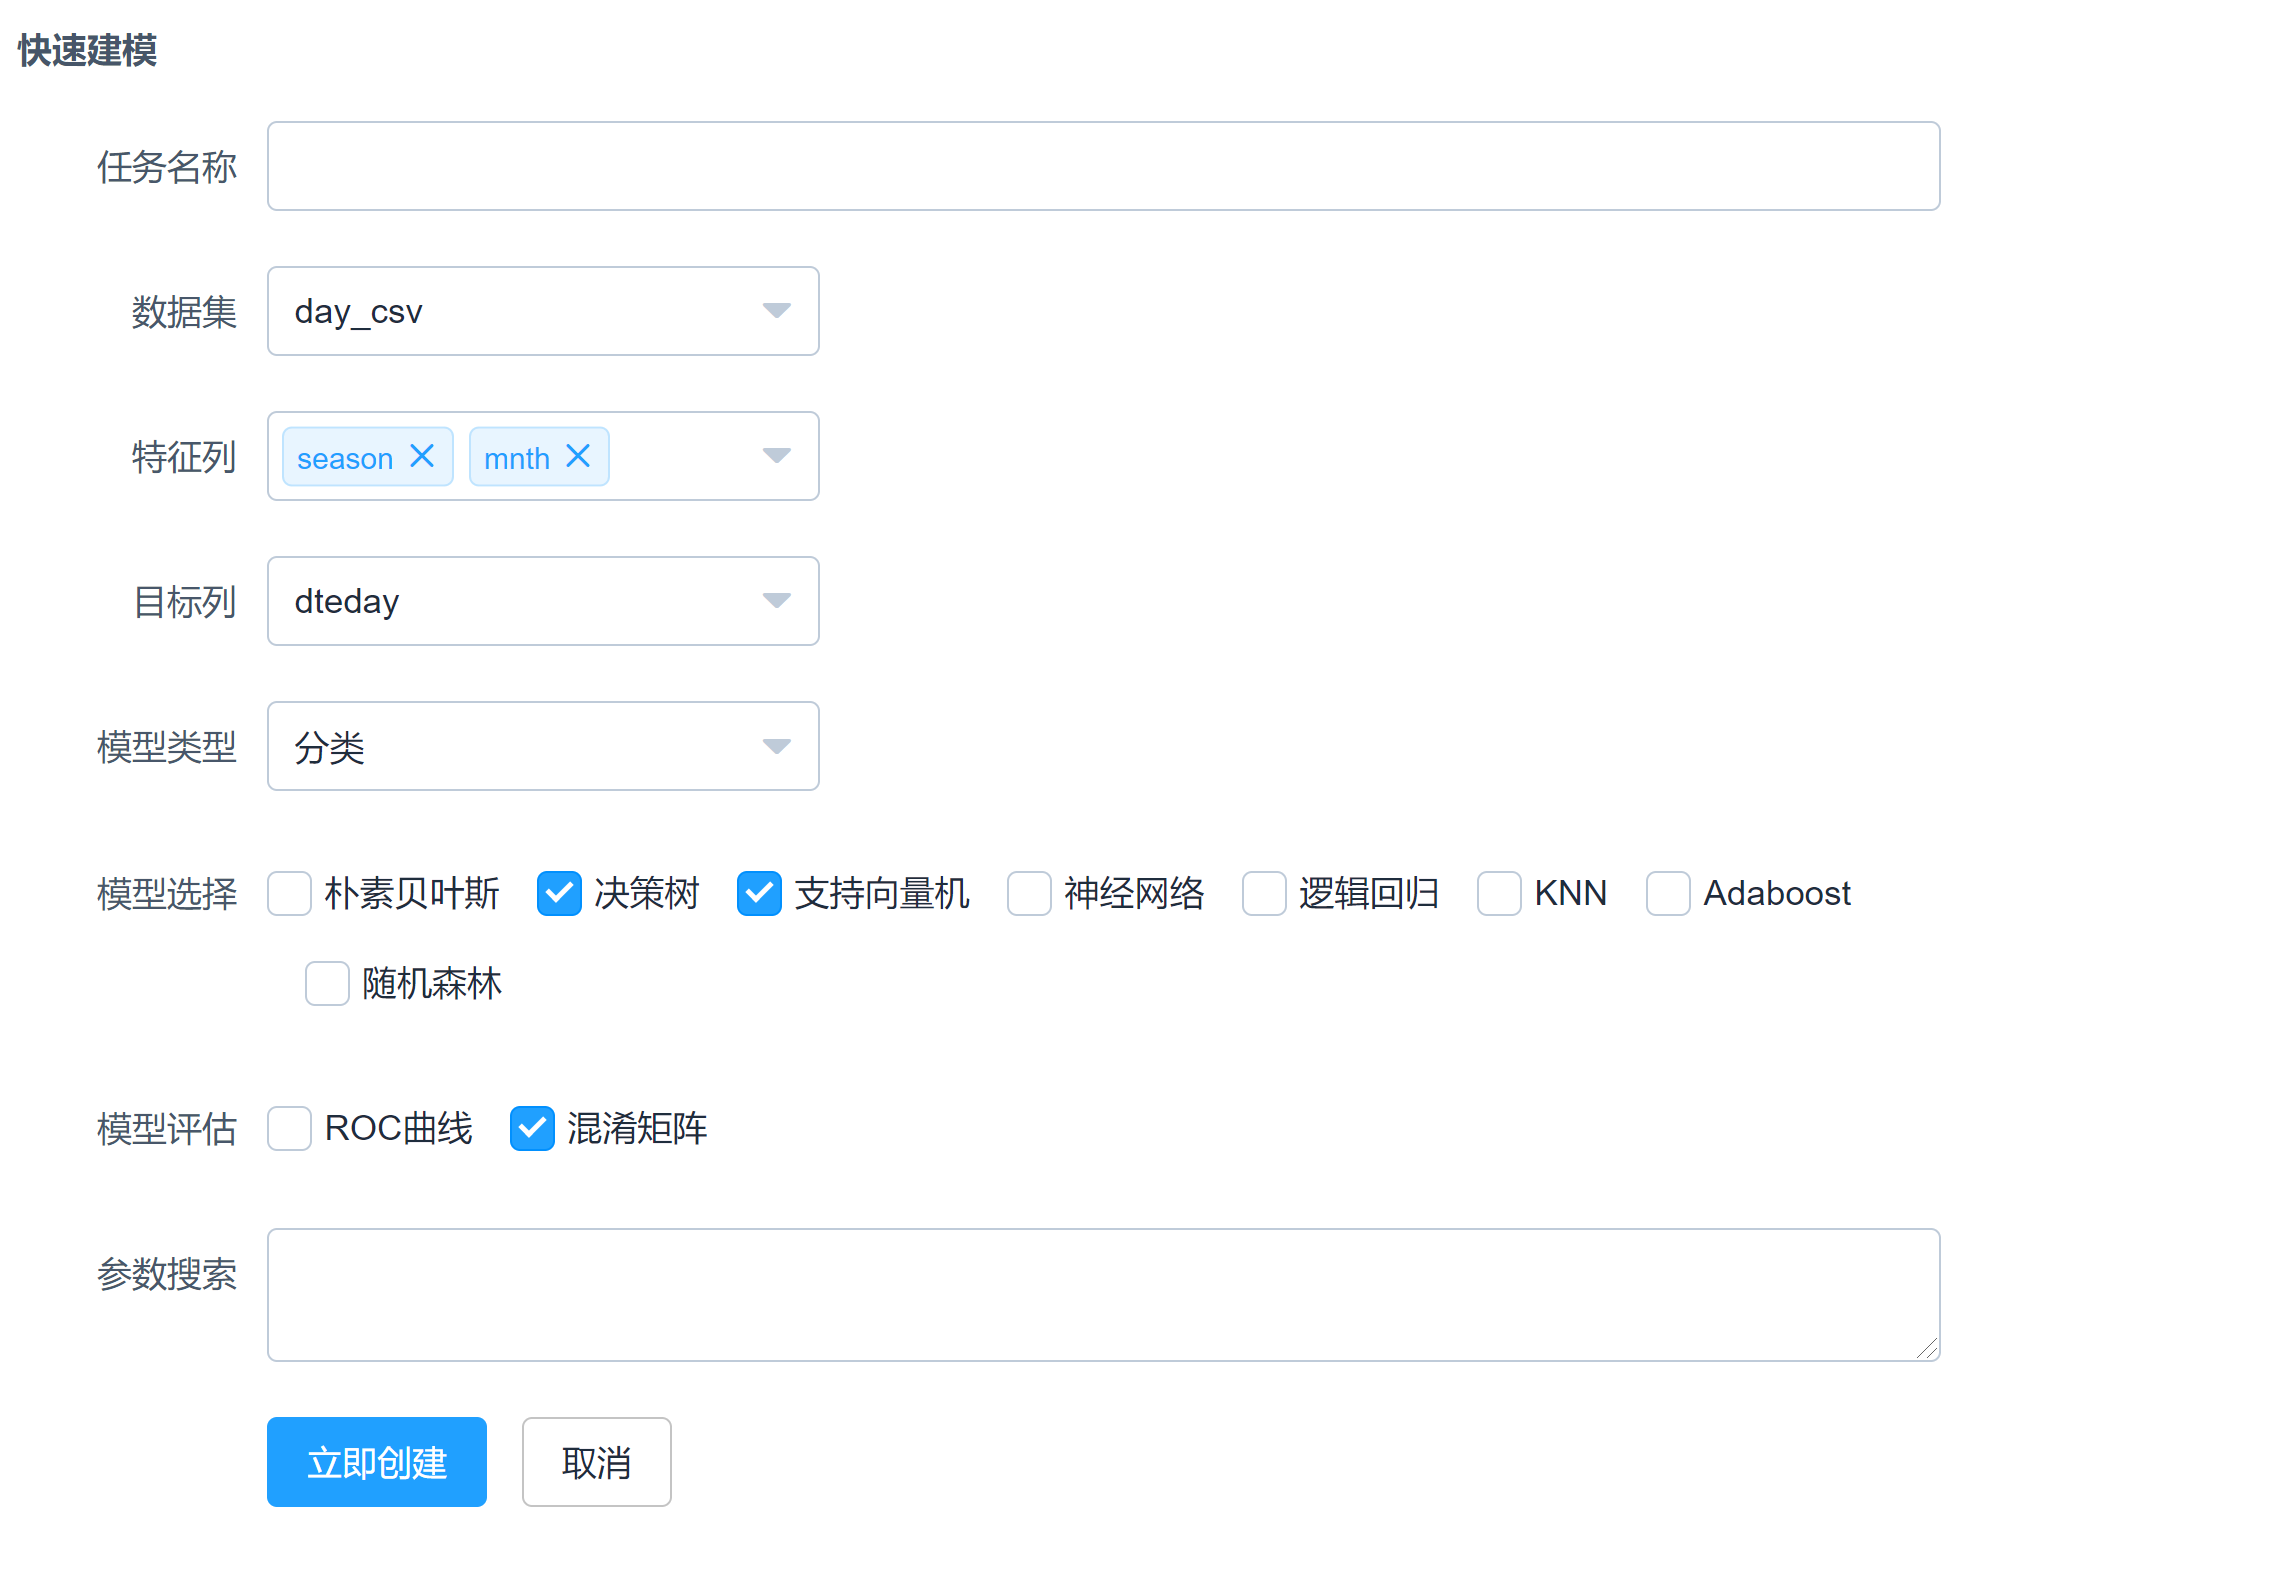 快速建模
任务名称
数据集 day_csv
特征列 season mnth
目标列 dteday
模型类型 分类
模型选择 朴素贝叶斯 决策树 支持向量机 神经网络 逻辑回归 KNN Adaboost
随机森林
模型评估 ROC曲线 混淆矩阵
参数搜索
立即创建 取消